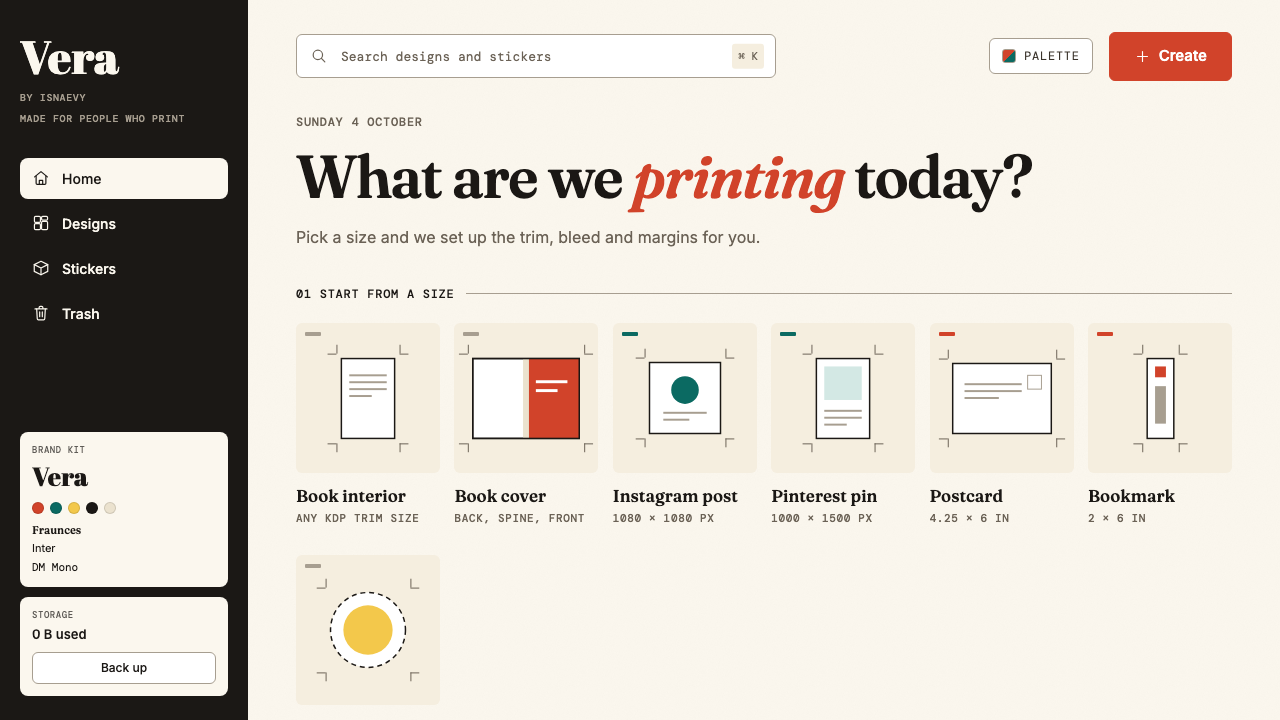 Vera
BY ISNAEVY
MADE FOR PEOPLE WHO PRINT
Home
Designs
Stickers
Trash
BRAND KIT
Vera
Fraunces
Inter
DM Mono
STORAGE
0 B used
Back up
Search designs and stickers
⌘ K
PALETTE
+ Create
SUNDAY 4 OCTOBER
What are we printing today?
Pick a size and we set up the trim, bleed and margins for you.
01 START FROM A SIZE
Book interior
ANY KDP TRIM SIZE
Book cover
BACK, SPINE, FRONT
Instagram post
1080 × 1080 PX
Pinterest pin
1000 × 1500 PX
Postcard
4.25 × 6 IN
Bookmark
2 × 6 IN